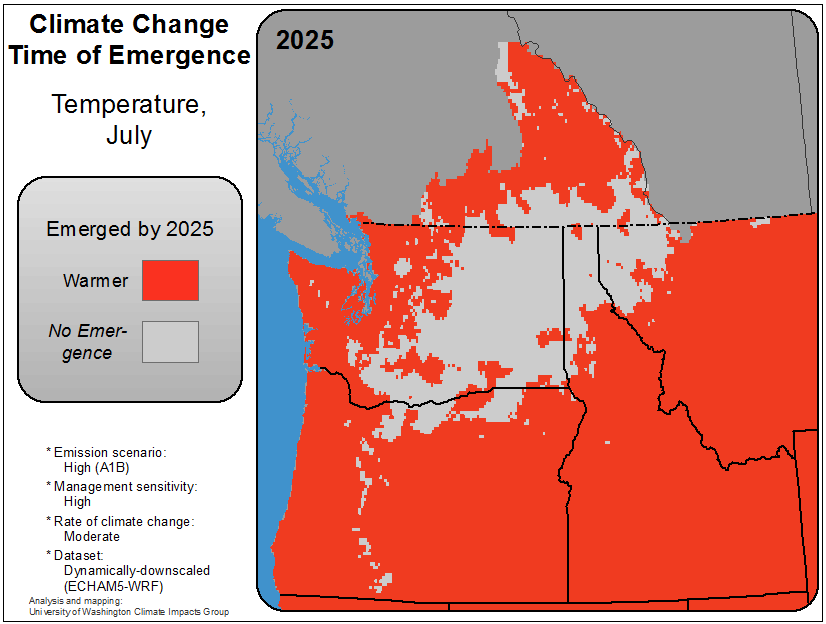 Climate Change
Time of Emergence
Temperature,
July
Emerged by 2025
Warmer
No Emer-
gence
* Emission scenario:
High (A1B)
* Management sensitivity:
High
* Rate of climate change:
Moderate
* Dataset:
Dynamically-downscaled
(ECHAM5-WRF)
Analysis and mapping:
University of Washington Climate Impacts Group
2025